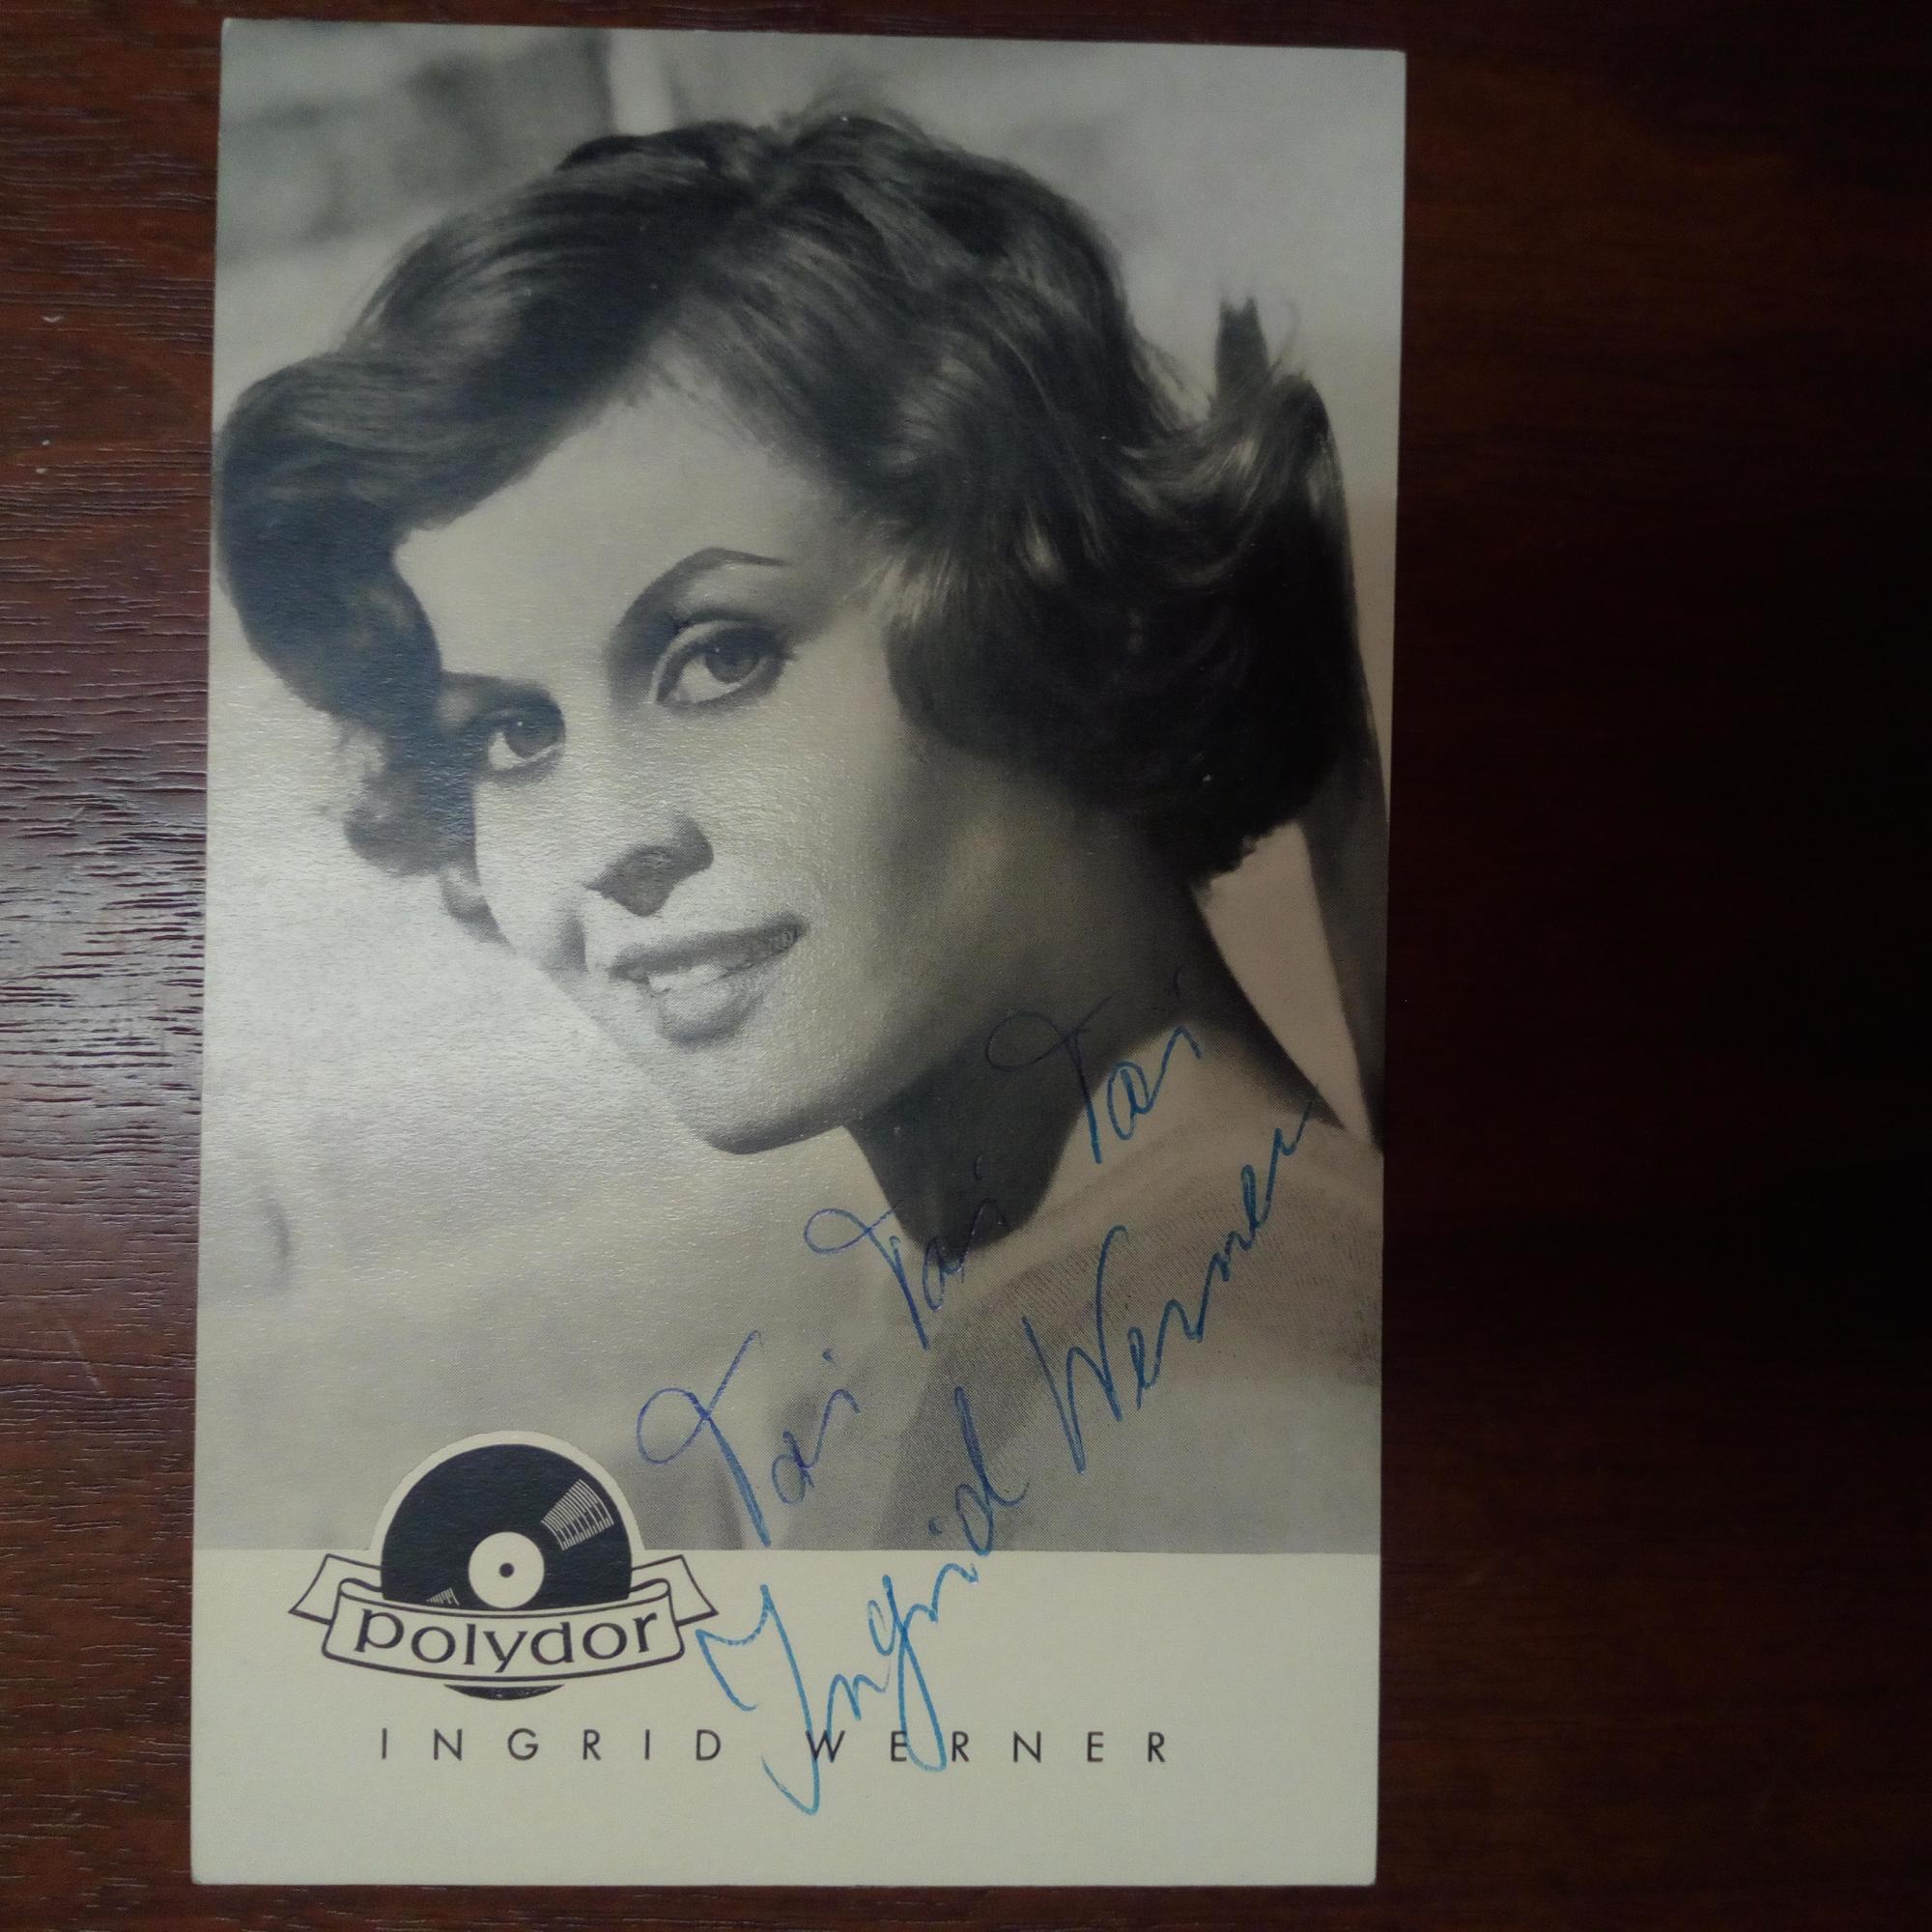 Tai Tai Tai
Ingrid Werner
polydor
INGRID WERNER